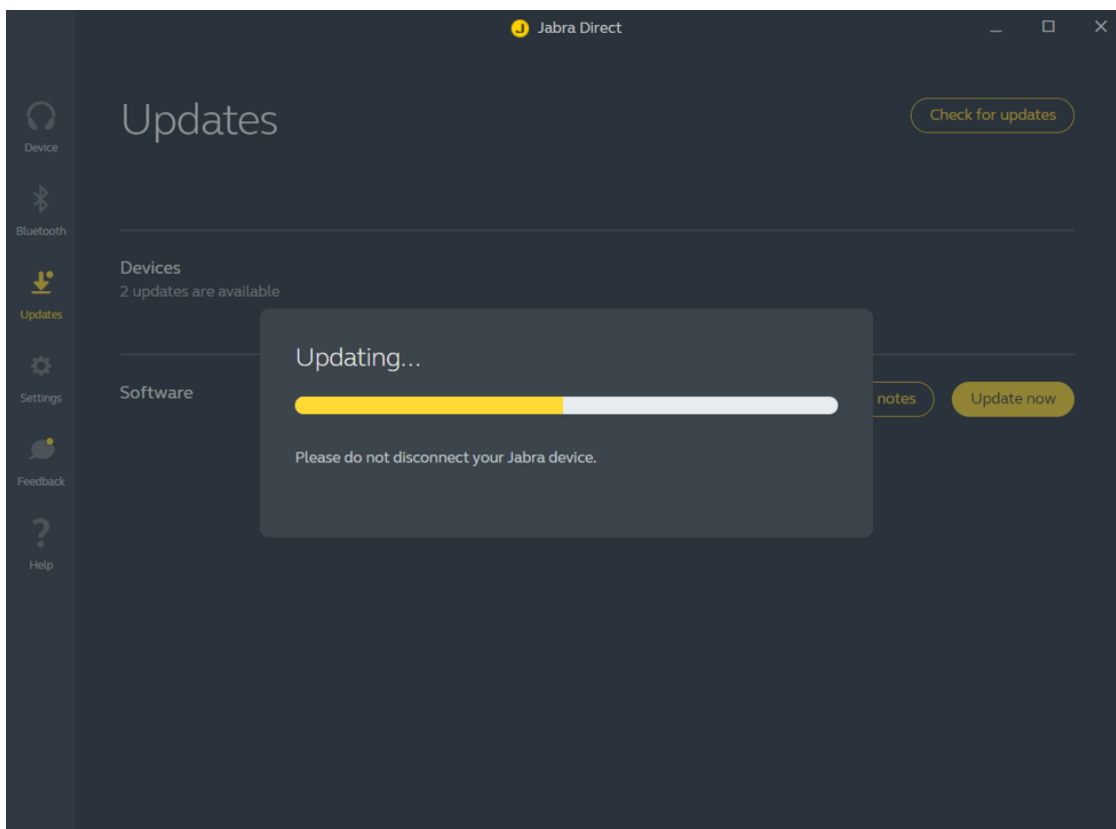 Jabra Direct
Updates
Check for updates
Device
Bluetooth
Updates
Settings
Feedback
Help
Devices
2 updates are available
Software
notes
Update now
Updating...
Please do not disconnect your Jabra device.